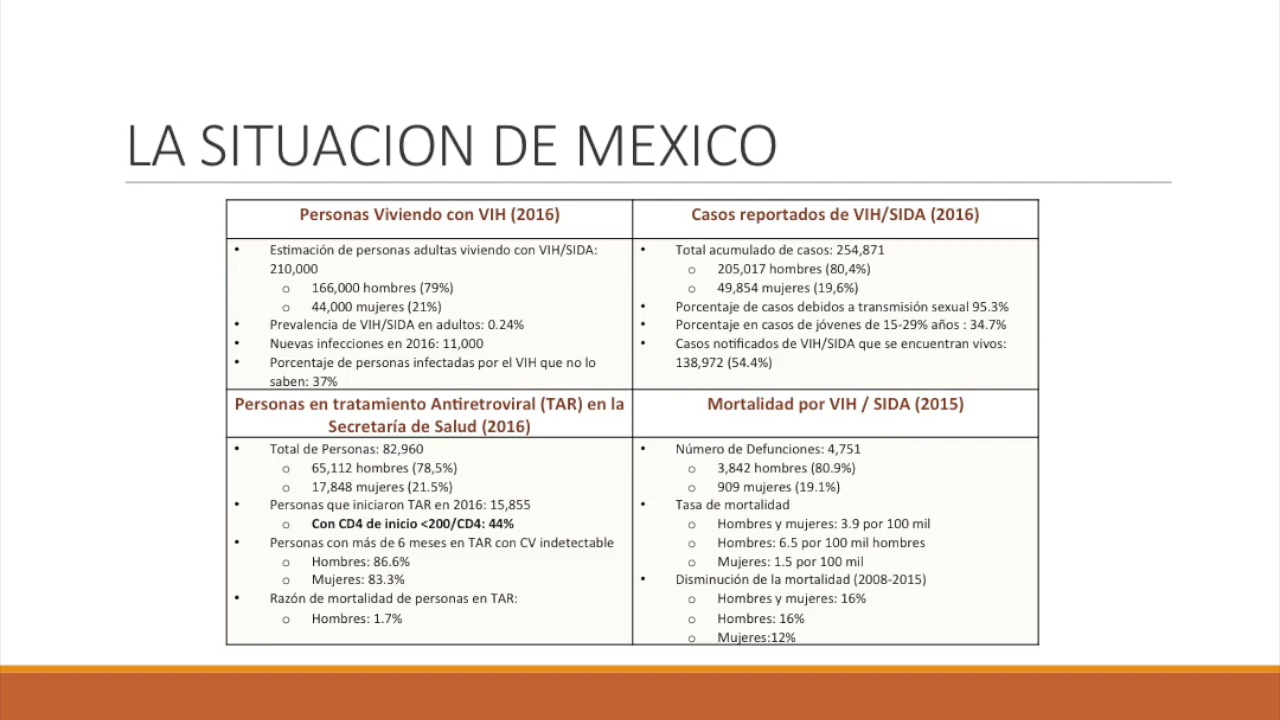 LA SITUACION DE MEXICO
Personas Viviendo con VIH (2016)
• Estimación de personas adultas viviendo con VIH/SIDA:
210,000
o 166,000 hombres (79%)
o 44,000 mujeres (21%)
• Prevalencia de VIH/SIDA en adultos: 0.24%
• Nuevas infecciones en 2016: 11,000
• Porcentaje de personas infectadas por el VIH que no lo
saben: 37%
Casos reportados de VIH/SIDA (2016)
• Total acumulado de casos: 254,871
o 205,017 hombres (80,4%)
o 49,854 mujeres (19,6%)
• Porcentaje de casos debidos a transmisión sexual 95.3%
• Porcentaje en casos de jóvenes de 15-29% años : 34.7%
• Casos notificados de VIH/SIDA que se encuentran vivos:
138,972 (54.4%)
Personas en tratamiento Antiretroviral (TAR) en la
Secretaría de Salud (2016)
• Total de Personas: 82,960
o 65,112 hombres (78,5%)
o 17,848 mujeres (21.5%)
• Personas que iniciaron TAR en 2016: 15,855
o Con CD4 de inicio <200/CD4: 44%
• Personas con más de 6 meses en TAR con CV indetectable
o Hombres: 86.6%
o Mujeres: 83.3%
• Razón de mortalidad de personas en TAR:
o Hombres: 1.7%
Mortalidad por VIH / SIDA (2015)
• Número de Defunciones: 4,751
o 3,842 hombres (80.9%)
o 909 mujeres (19.1%)
• Tasa de mortalidad
o Hombres y mujeres: 3.9 por 100 mil
o Hombres: 6.5 por 100 mil hombres
o Mujeres: 1.5 por 100 mil
• Disminución de la mortalidad (2008-2015)
o Hombres y mujeres: 16%
o Hombres: 16%
o Mujeres:12%